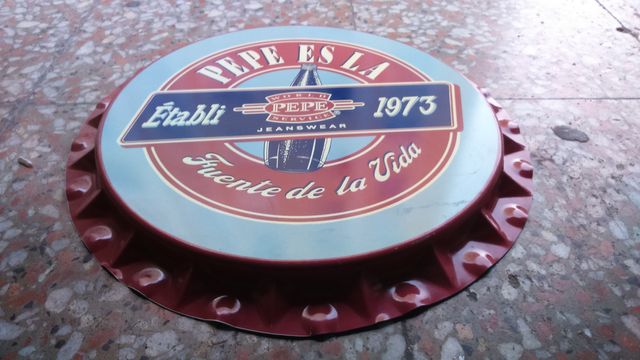 PEPE ES LA
Établi
WORLD
PEPE
SERVICE
®
JEANSWEAR
1973
Fuente de la Vida